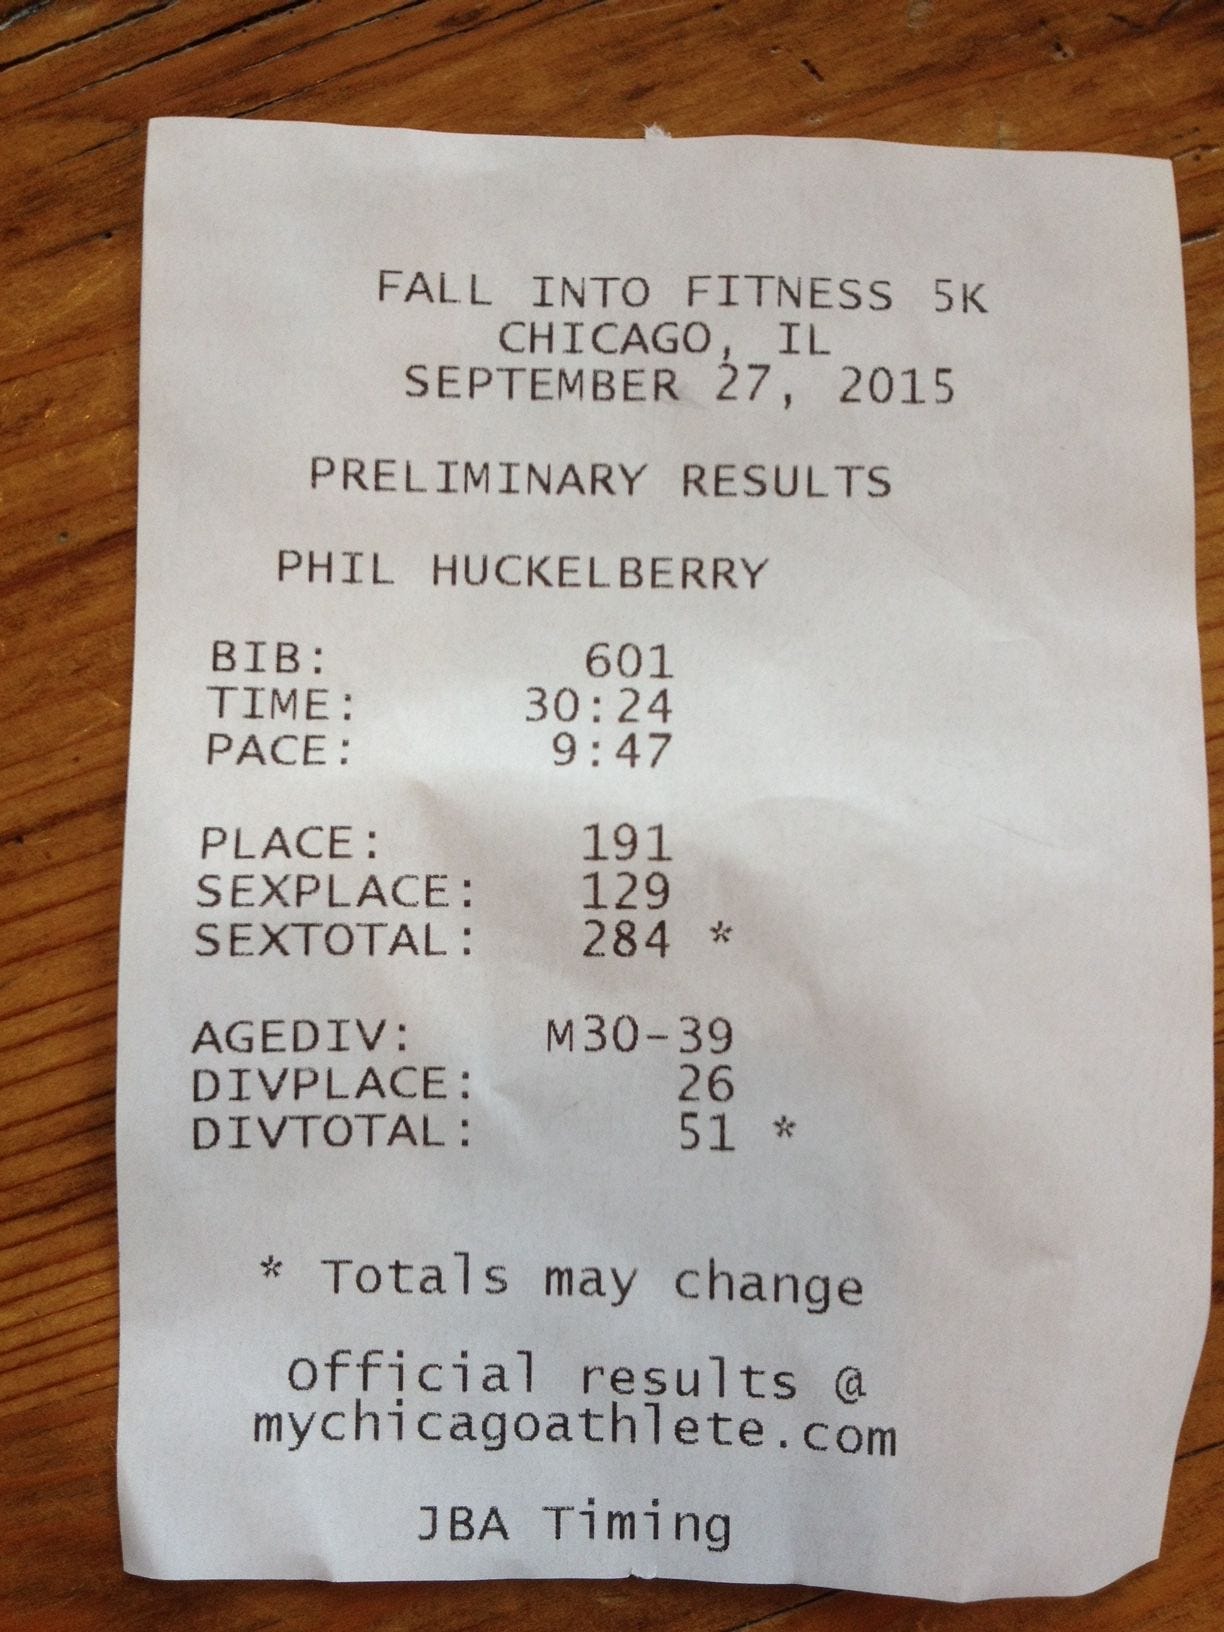 FALL INTO FITNESS 5K
CHICAGO, IL
SEPTEMBER 27, 2015
PRELIMINARY RESULTS
PHIL HUCKELBERRY
BIB: 601
TIME: 30:24
PACE: 9:47
PLACE: 191
SEXPLACE: 129
SEXTOTAL: 284 *
AGEDIV: M30-39
DIVPLACE: 26
DIVTOTAL: 51 *
* Totals may change
Official results @
mychicagoathlete.com
JBA Timing